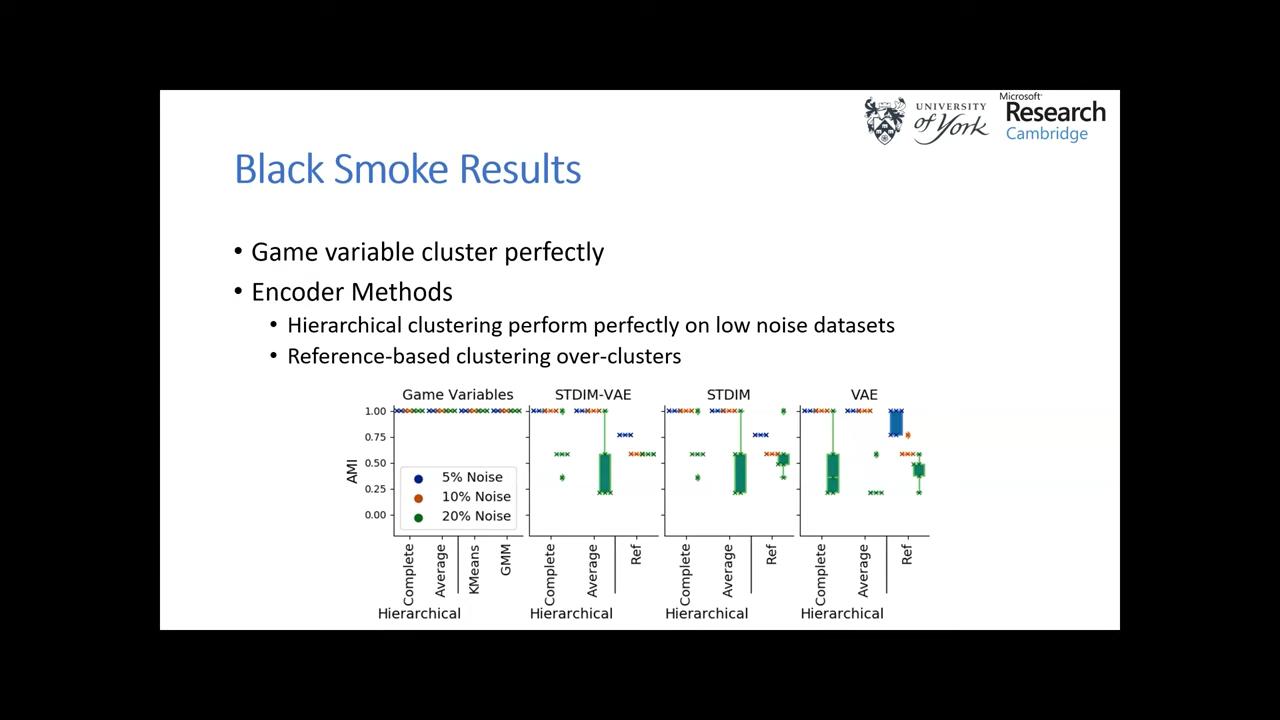 UNIVERSITY
of York
Microsoft
Research
Cambridge
Black Smoke Results
• Game variable cluster perfectly
• Encoder Methods
• Hierarchical clustering perform perfectly on low noise datasets
• Reference-based clustering over-clusters
Game Variables STDIM-VAE STDIM VAE
AMI
1.00
0.75
0.50
0.25
0.00
5% Noise
10% Noise
20% Noise
Complete Average KMeans GMM Complete Average Ref Complete Average Ref Complete Average Ref
Hierarchical Hierarchical Hierarchical Hierarchical